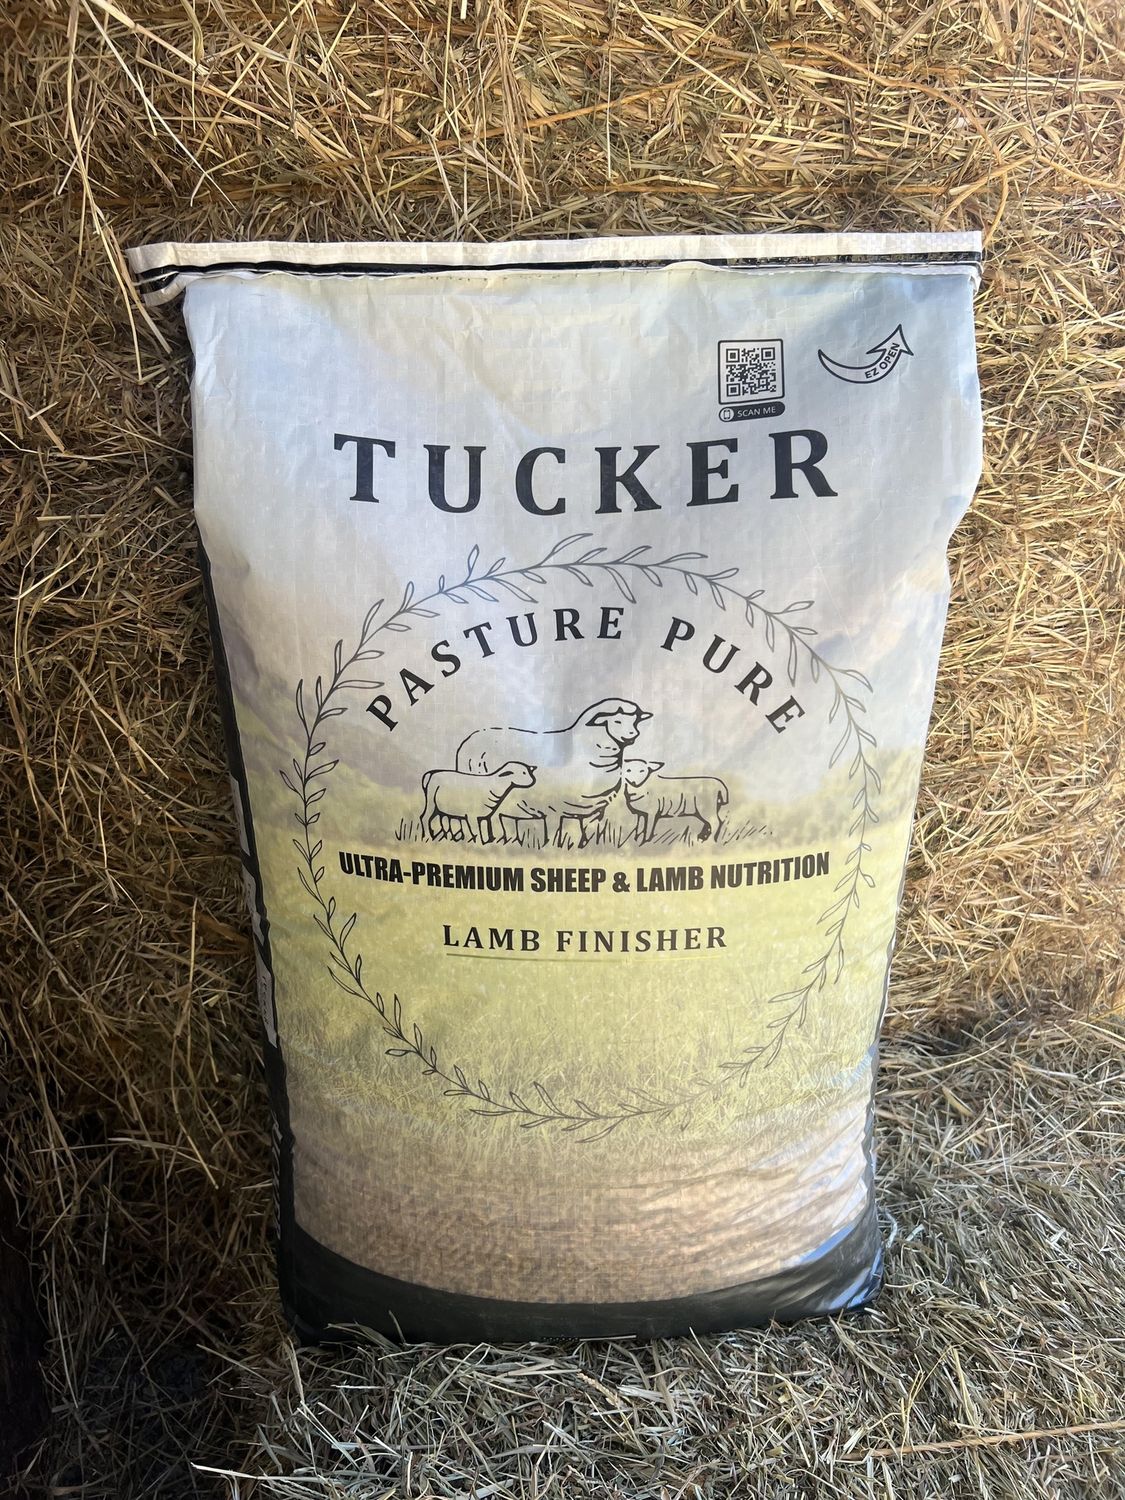 SCAN ME
EZ OPEN
TUCKER
PASTURE PURE
ULTRA-PREMIUM SHEEP & LAMB NUTRITION
LAMB FINISHER